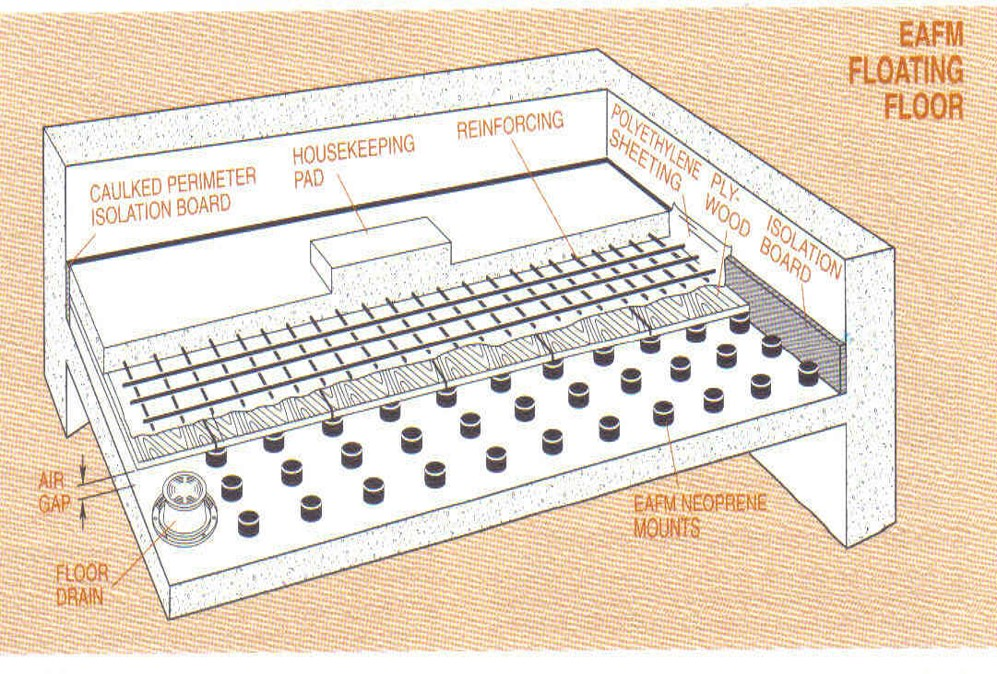 EAFM
FLOATING
FLOOR
CAULKED PERIMETER
ISOLATION BOARD
HOUSEKEEPING
PAD
REINFORCING
POLYETHYLENE
SHEETING
PLY-
WOOD
ISOLATION
BOARD
AIR
GAP
FLOOR
DRAIN
EAFM NEOPRENE
MOUNTS